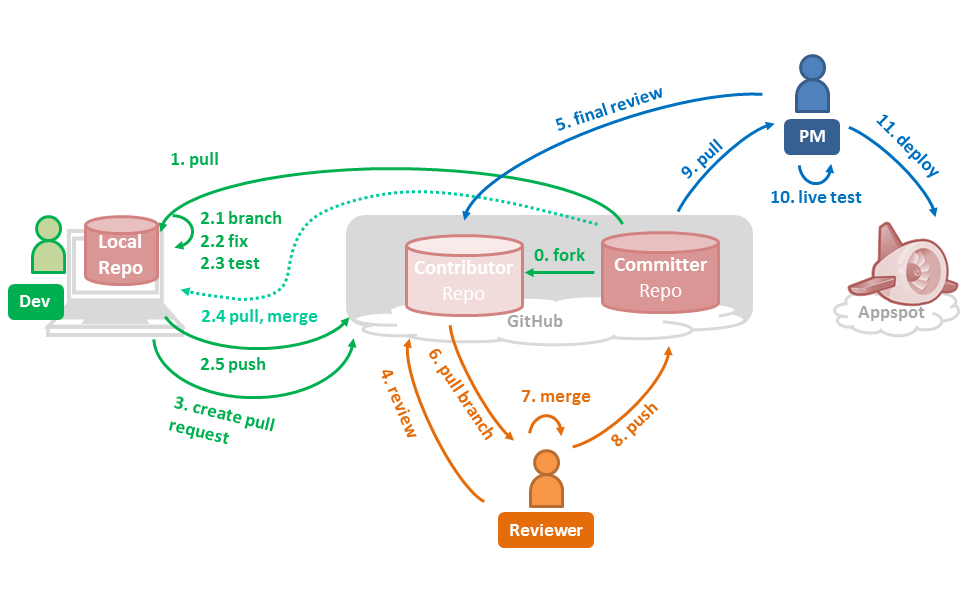 5. final review
PM
11. deploy
9. pull
10. live test
1. pull
2.1 branch
2.2 fix
2.3 test
Local
Repo
Dev
2.4 pull, merge
2.5 push
3. create pull
request
Contributor
Repo
0. fork
Committer
Repo
GitHub
Appspot
4. review
6. pull branch
7. merge
8. push
Reviewer